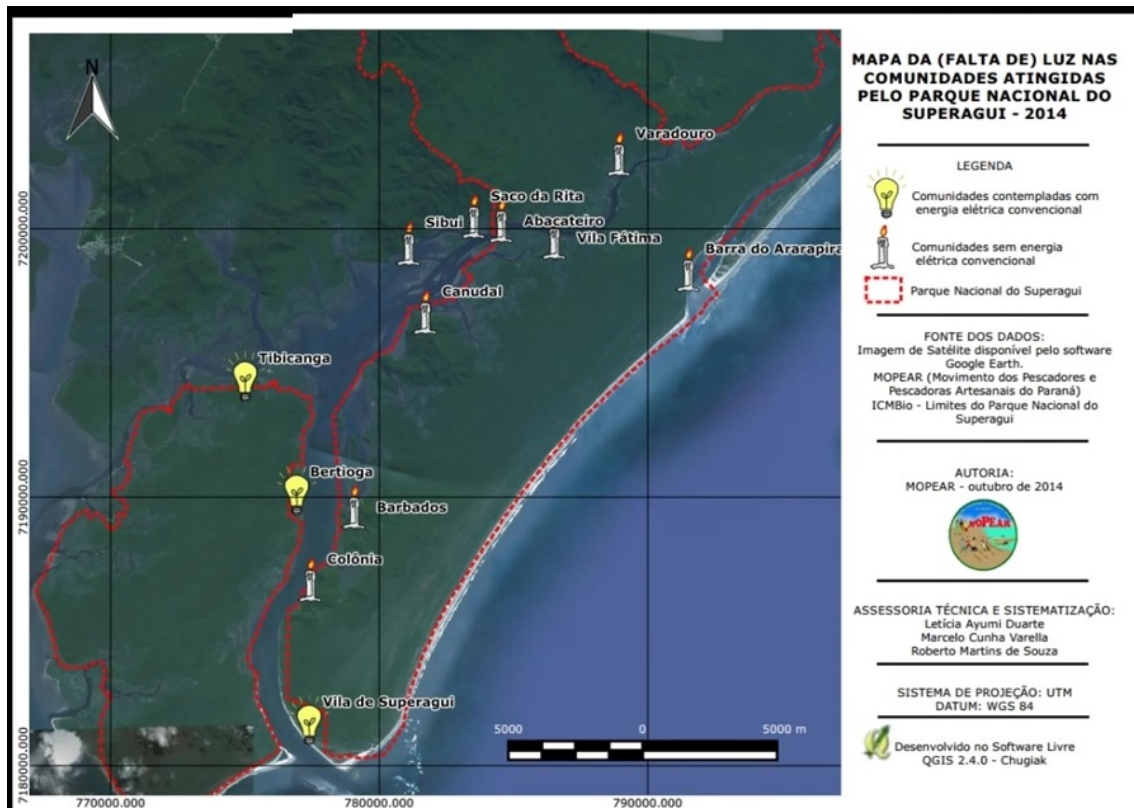 MAPA DA (FALTA DE) LUZ NAS
COMUNIDADES ATINGIDAS
PELO PARQUE NACIONAL DO
SUPERAGUI - 2014
LEGENDA
Comunidades contempladas com
energia elétrica convencional
Comunidades sem energia
elétrica convencional
Parque Nacional do Superagui
FONTE DOS DADOS:
Imagem de Satélite disponível pelo software
Google Earth.
MOPEAR (Movimento dos Pescadores e
Pescadoras Artesanais do Paraná)
ICMBio - Limites do Parque Nacional do
Superagui
AUTORIA:
MOPEAR - outubro de 2014
MOPEAR
ASSESSORIA TÉCNICA E SISTEMATIZAÇÃO:
Letícia Ayumi Duarte
Marcelo Cunha Varella
Roberto Martins de Souza
SISTEMA DE PROJEÇÃO: UTM
DATUM: WGS 84
Desenvolvido no Software Livre
QGIS 2.4.0 - Chugiak
N
Varadouro
Saco da Rita
Sibui
Abacateiro
Vila Fátima
Barra do Ararapira
Canudal
Tibicanga
Bertioga
Barbados
Colônia
Vila de Superagui
5000 0 5000 m
7200000.000
7190000.000
7180000.000
770000.000 780000.000 790000.000